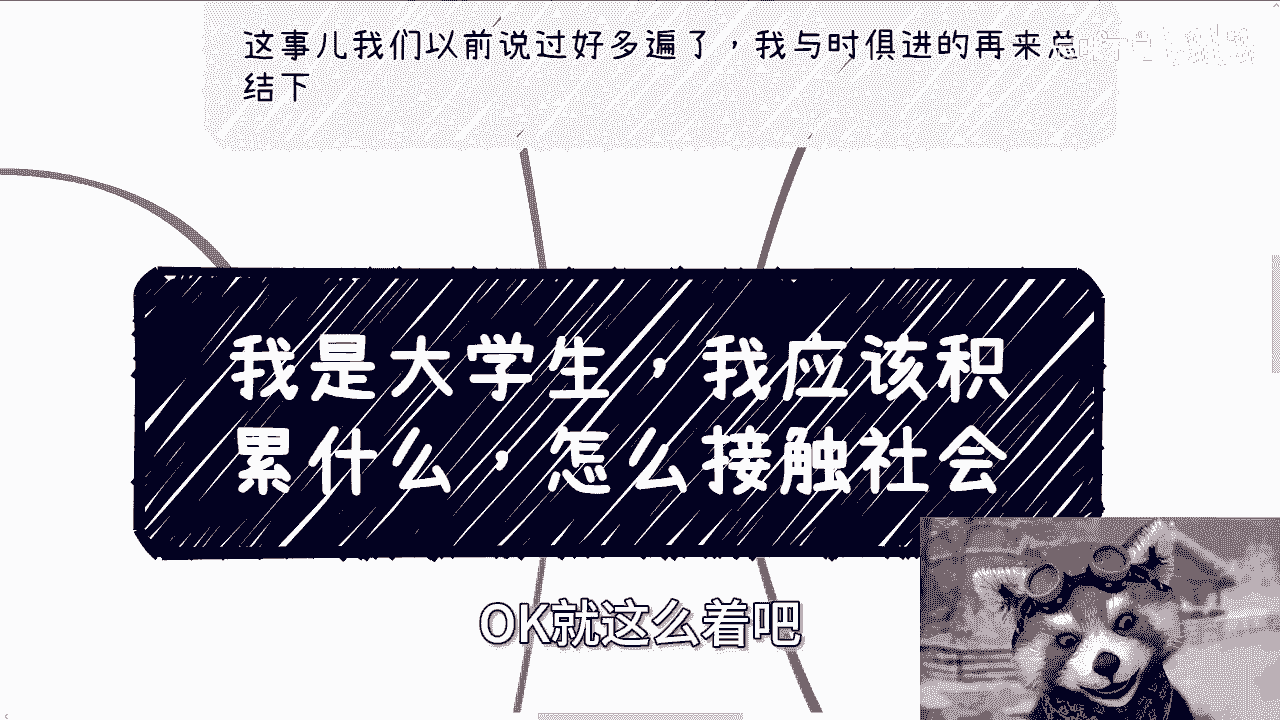 这事儿我们以前说过好多遍了，我与时俱进的再来总
结下
我是大学生，我应该积
累什么，怎么接触社会
OK就这么着吧